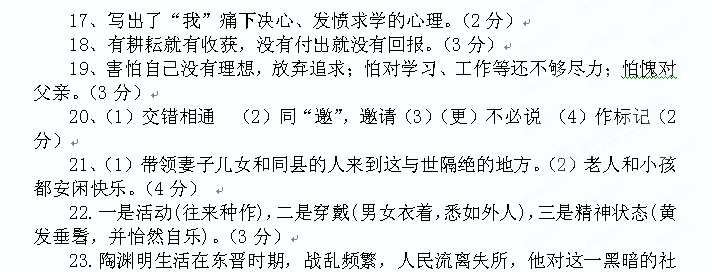 17、写出了“我”痛下决心、发愤求学的心理。（2 分）
18、有耕耘就有收获，没有付出就没有回报。（3 分）
19、害怕自己没有理想，放弃追求；怕对学习、工作等还不够尽力；怕愧对
父亲。（3 分）
20、（1）交错相通 （2）同“邀”，邀请（3）（更）不必说 （4）作标记（2
分）
21、（1）带领妻子儿女和同县的人来到这与世隔绝的地方。（2）老人和小孩
都安闲快乐。（4 分）
22.一是活动(往来种作),二是穿戴(男女衣着,悉如外人),三是精神状态(黄
发垂髫，并怡然自乐)。（3 分）
23.陶渊明生活在东晋时期，战乱频繁，人民流离失所，他对这一黑暗的社